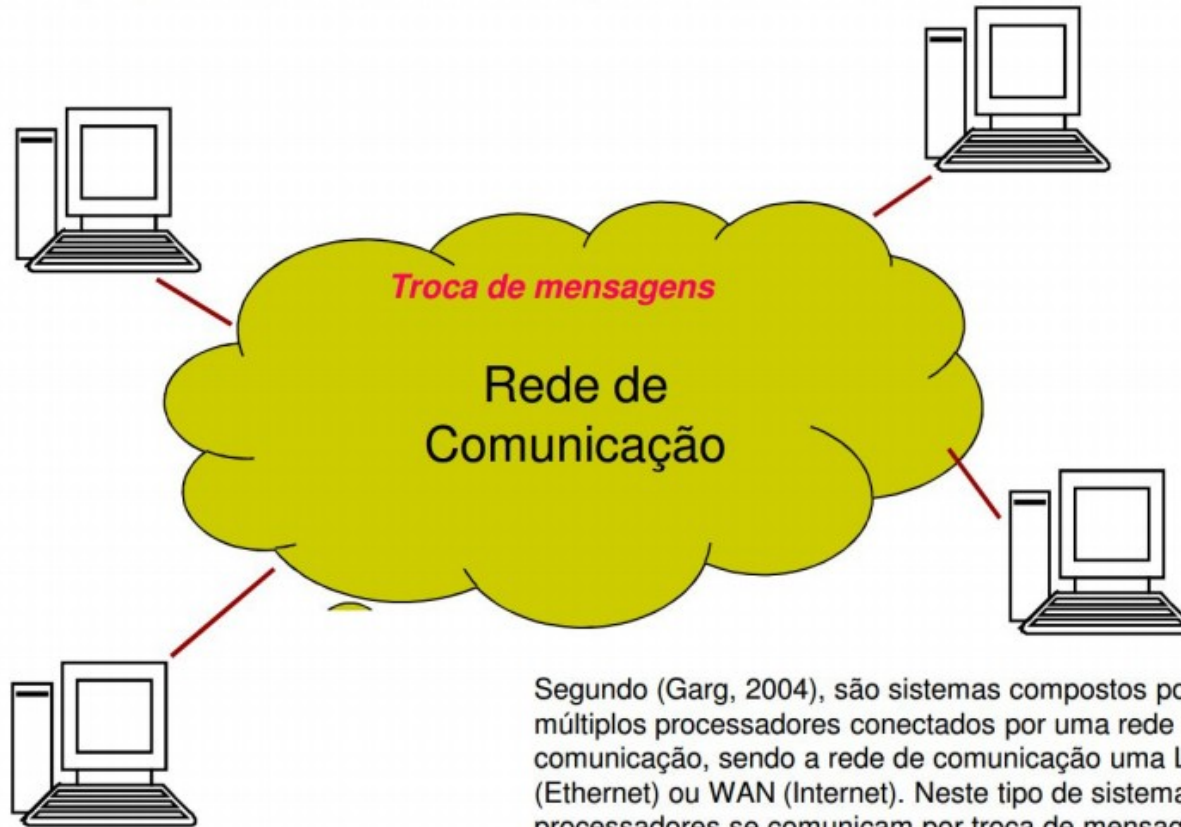 Troca de mensagens
Rede de
Comunicação
Segundo (Garg, 2004), são sistemas compostos
múltiplos processadores conectados por uma rede
comunicação, sendo a rede de comunicação uma
(Ethernet) ou WAN (Internet). Neste tipo de sistema
processadores se comunicam por troca de